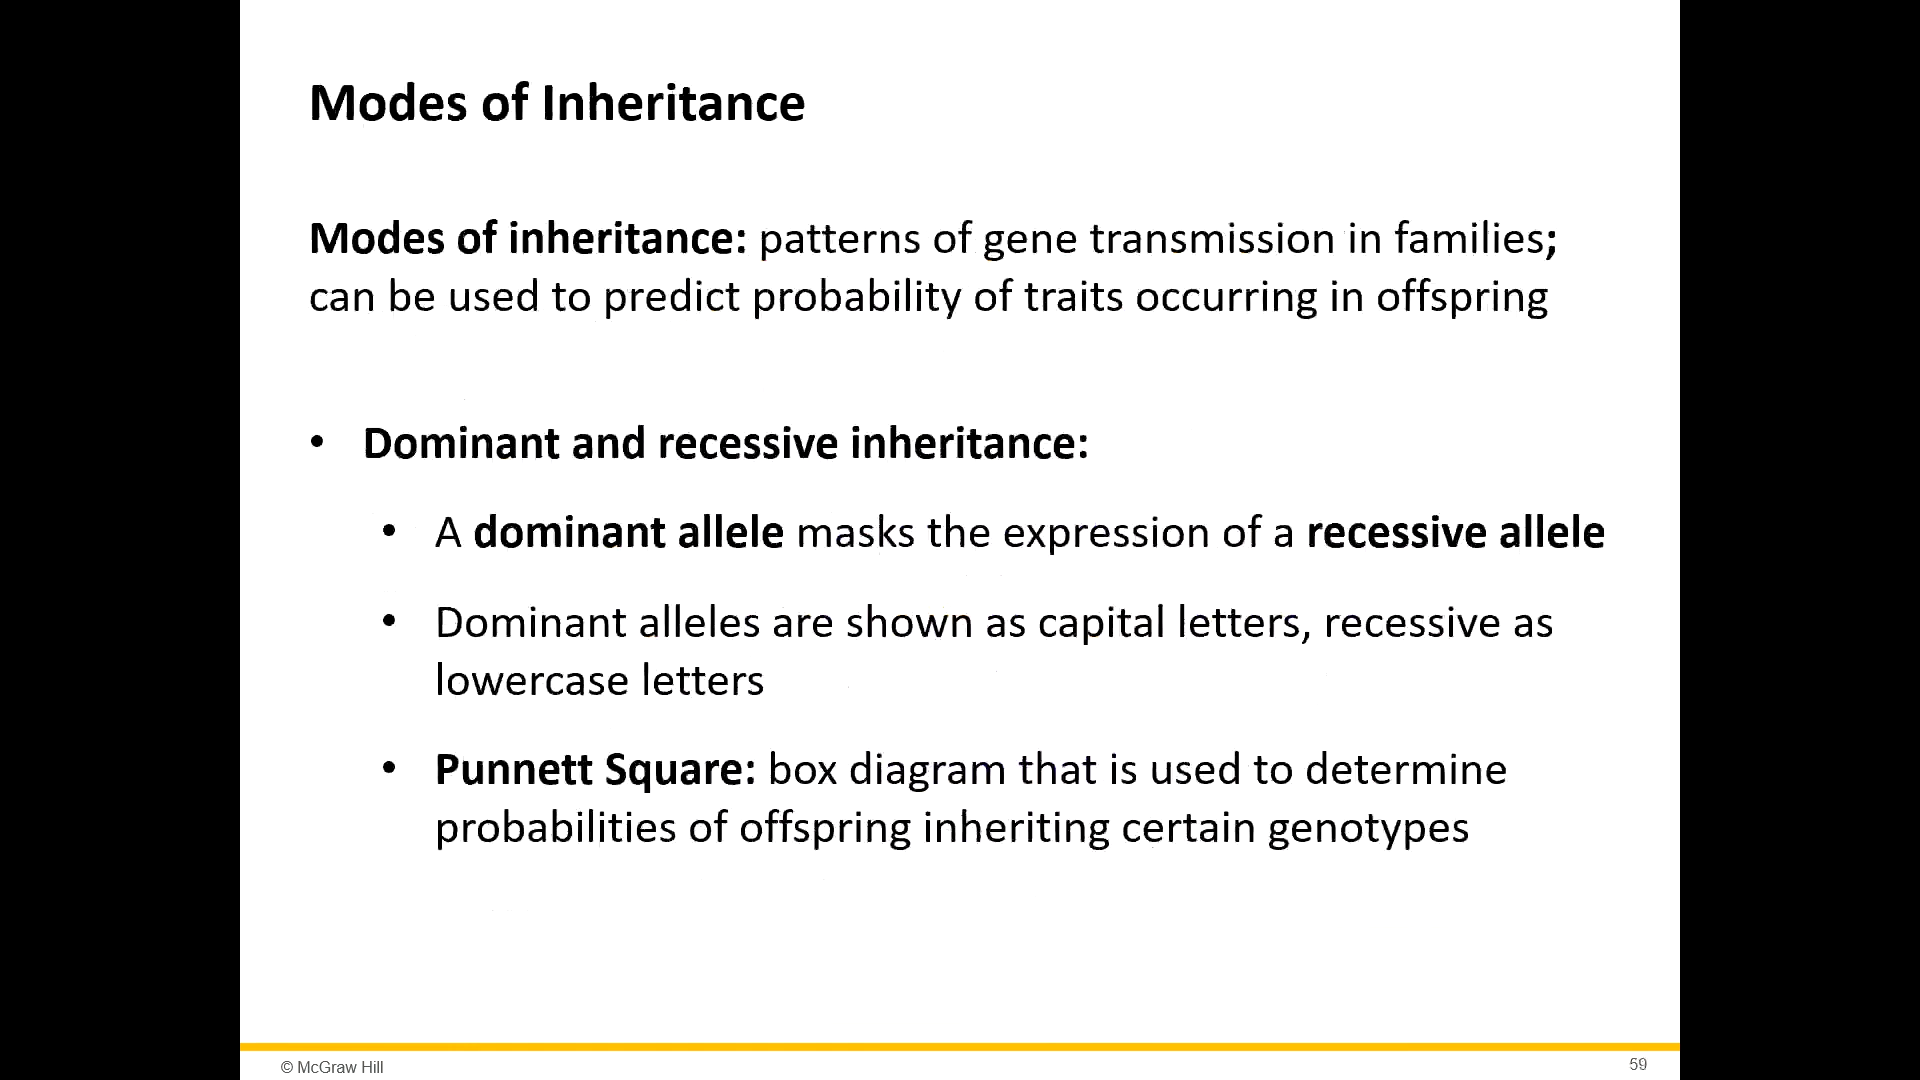 Modes of Inheritance
Modes of inheritance: patterns of gene transmission in families;
can be used to predict probability of traits occurring in offspring
• Dominant and recessive inheritance:
• A dominant allele masks the expression of a recessive allele
• Dominant alleles are shown as capital letters, recessive as
lowercase letters
• Punnett Square: box diagram that is used to determine
probabilities of offspring inheriting certain genotypes
© McGraw Hill
59